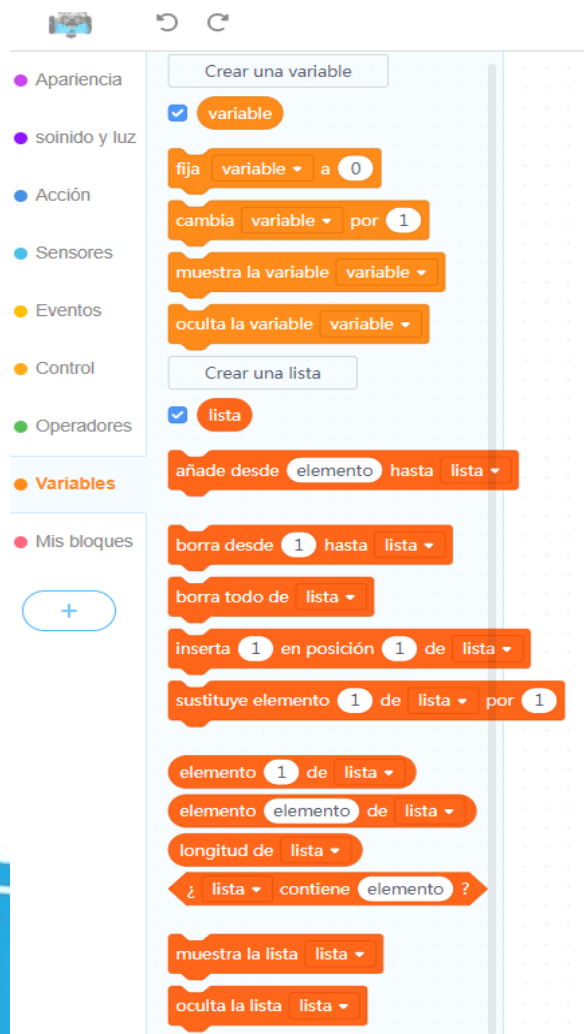 Apariencia
soinido y luz
Acción
Sensores
Eventos
Control
Operadores
Variables
Mis bloques
+
Crear una variable
variable
fija variable a 0
cambia variable por 1
muestra la variable variable
oculta la variable variable
Crear una lista
lista
añade desde elemento hasta lista
borra desde 1 hasta lista
borra todo de lista
inserta 1 en posición 1 de lista
sustituye elemento 1 de lista por 1
elemento 1 de lista
elemento elemento de lista
longitud de lista
¿ lista contiene elemento ?
muestra la lista lista
oculta la lista lista